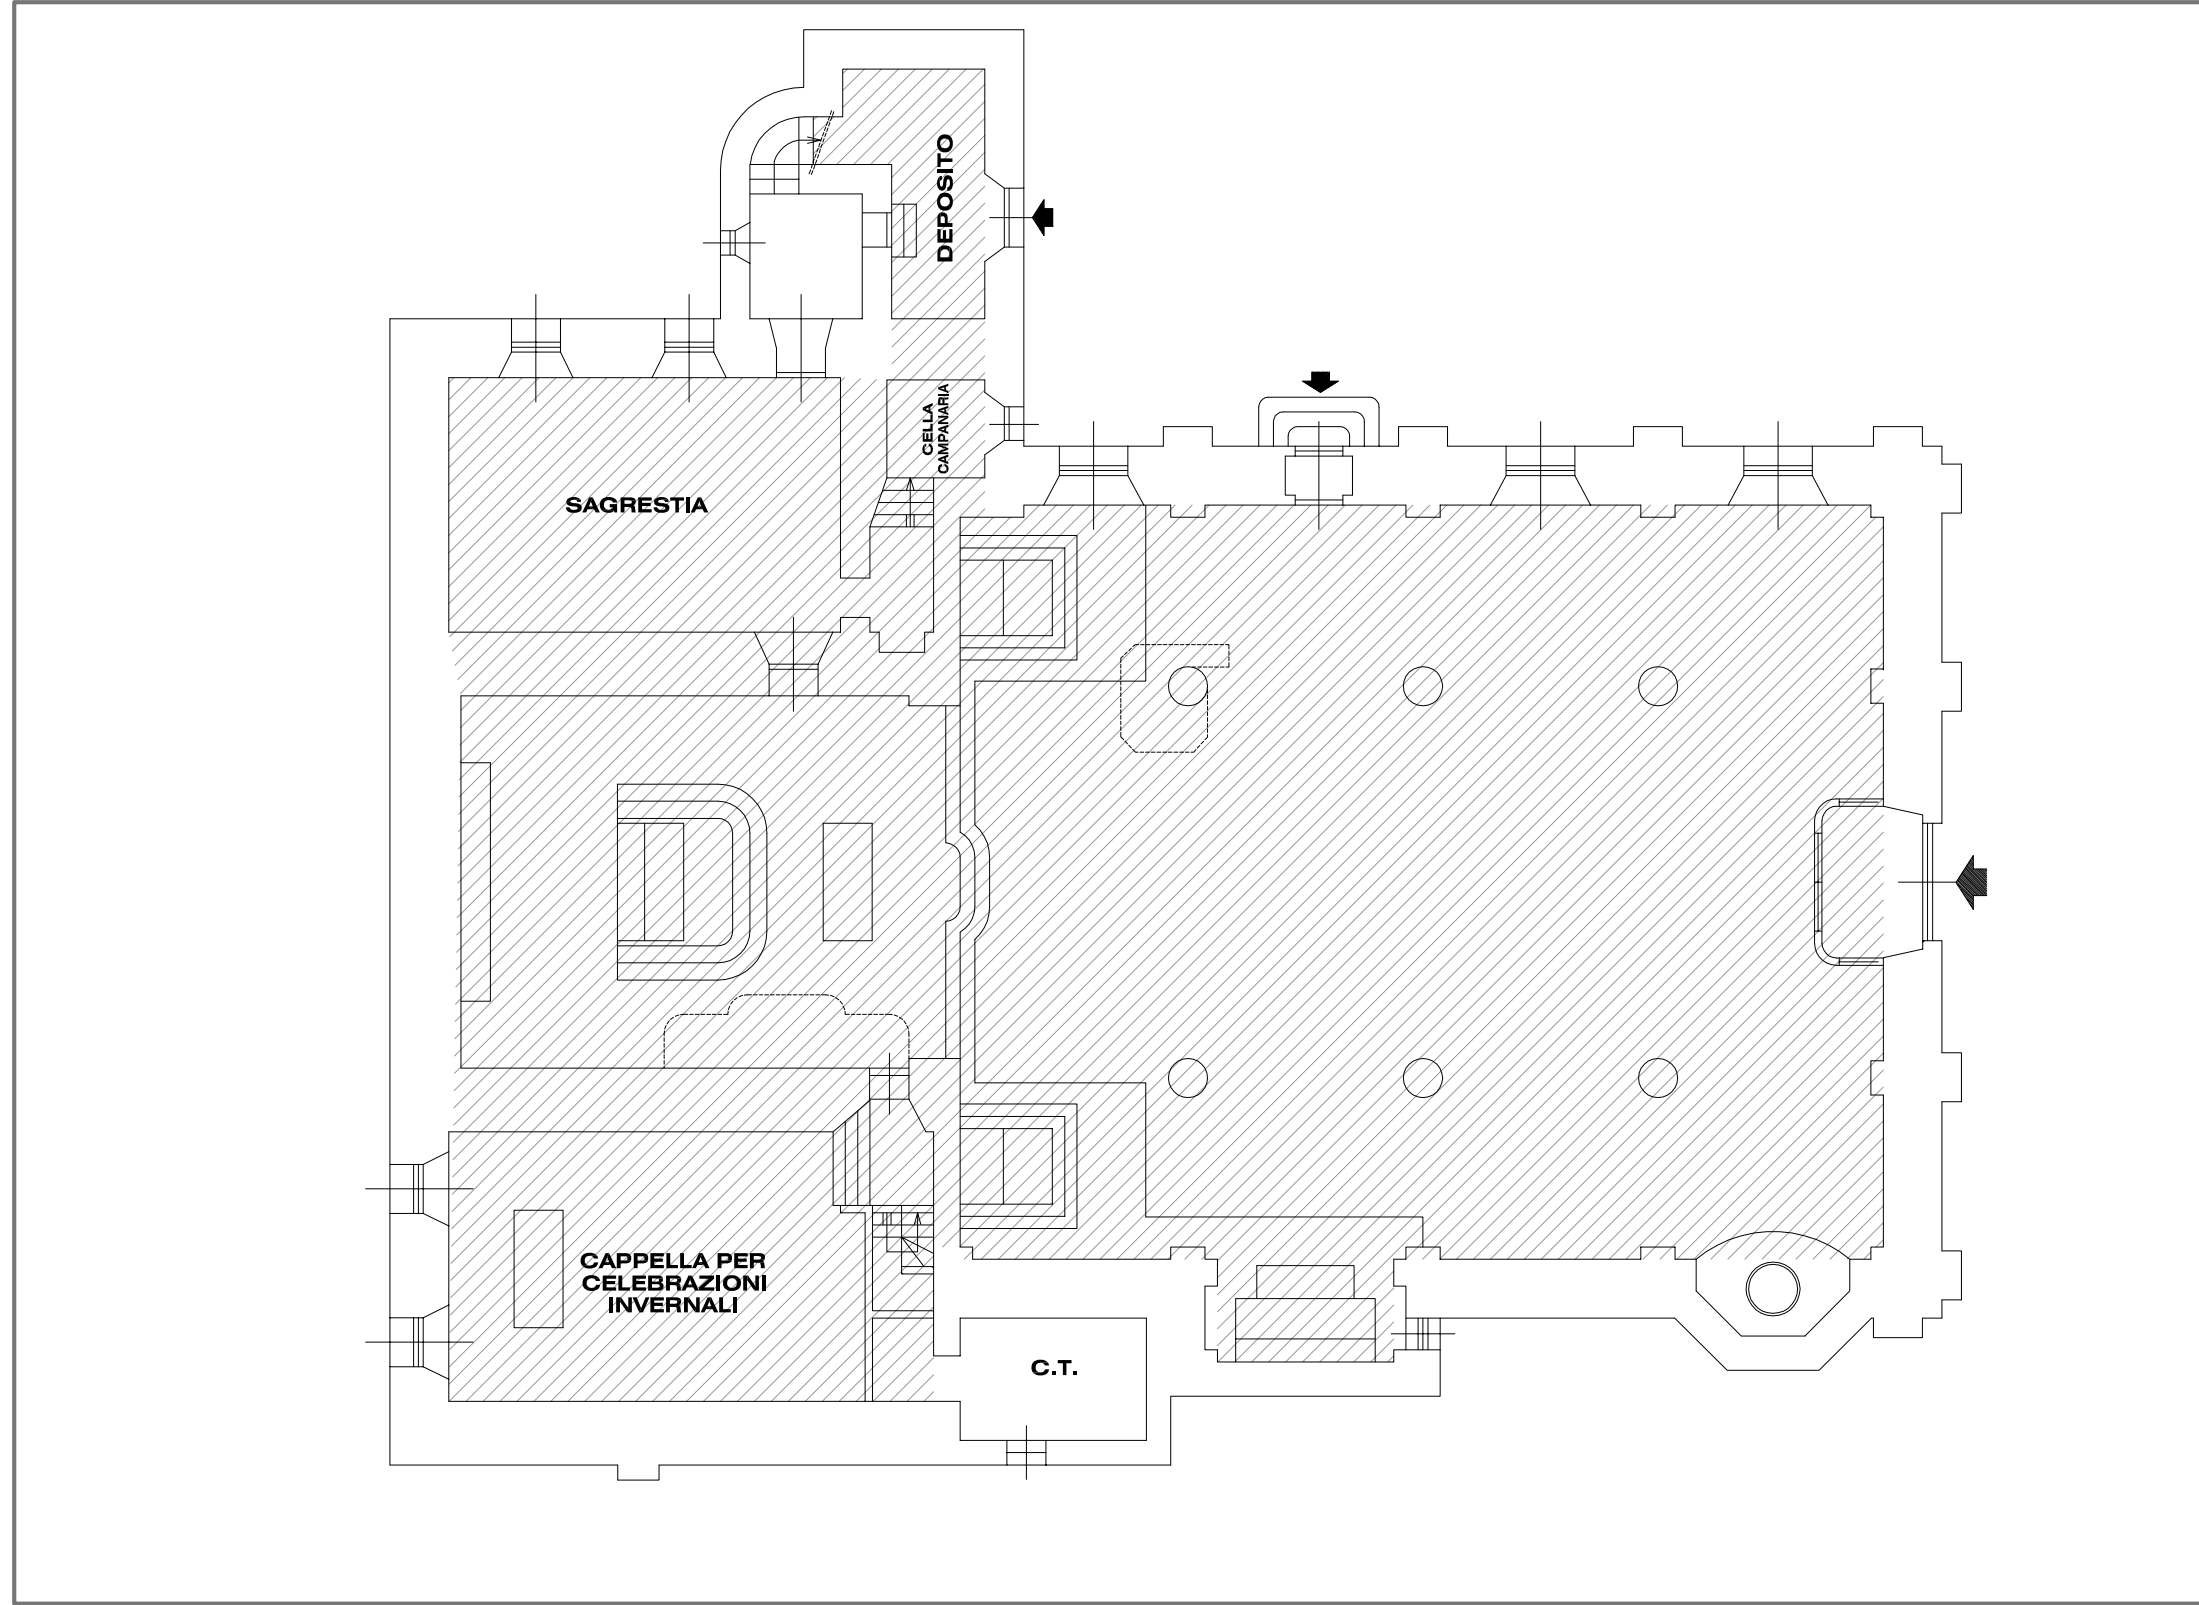 DEPOSITO
CELLA
CAMPANARIA
SAGRESTIA
CAPPELLA PER
CELEBRAZIONI
INVERNALI
C.T.